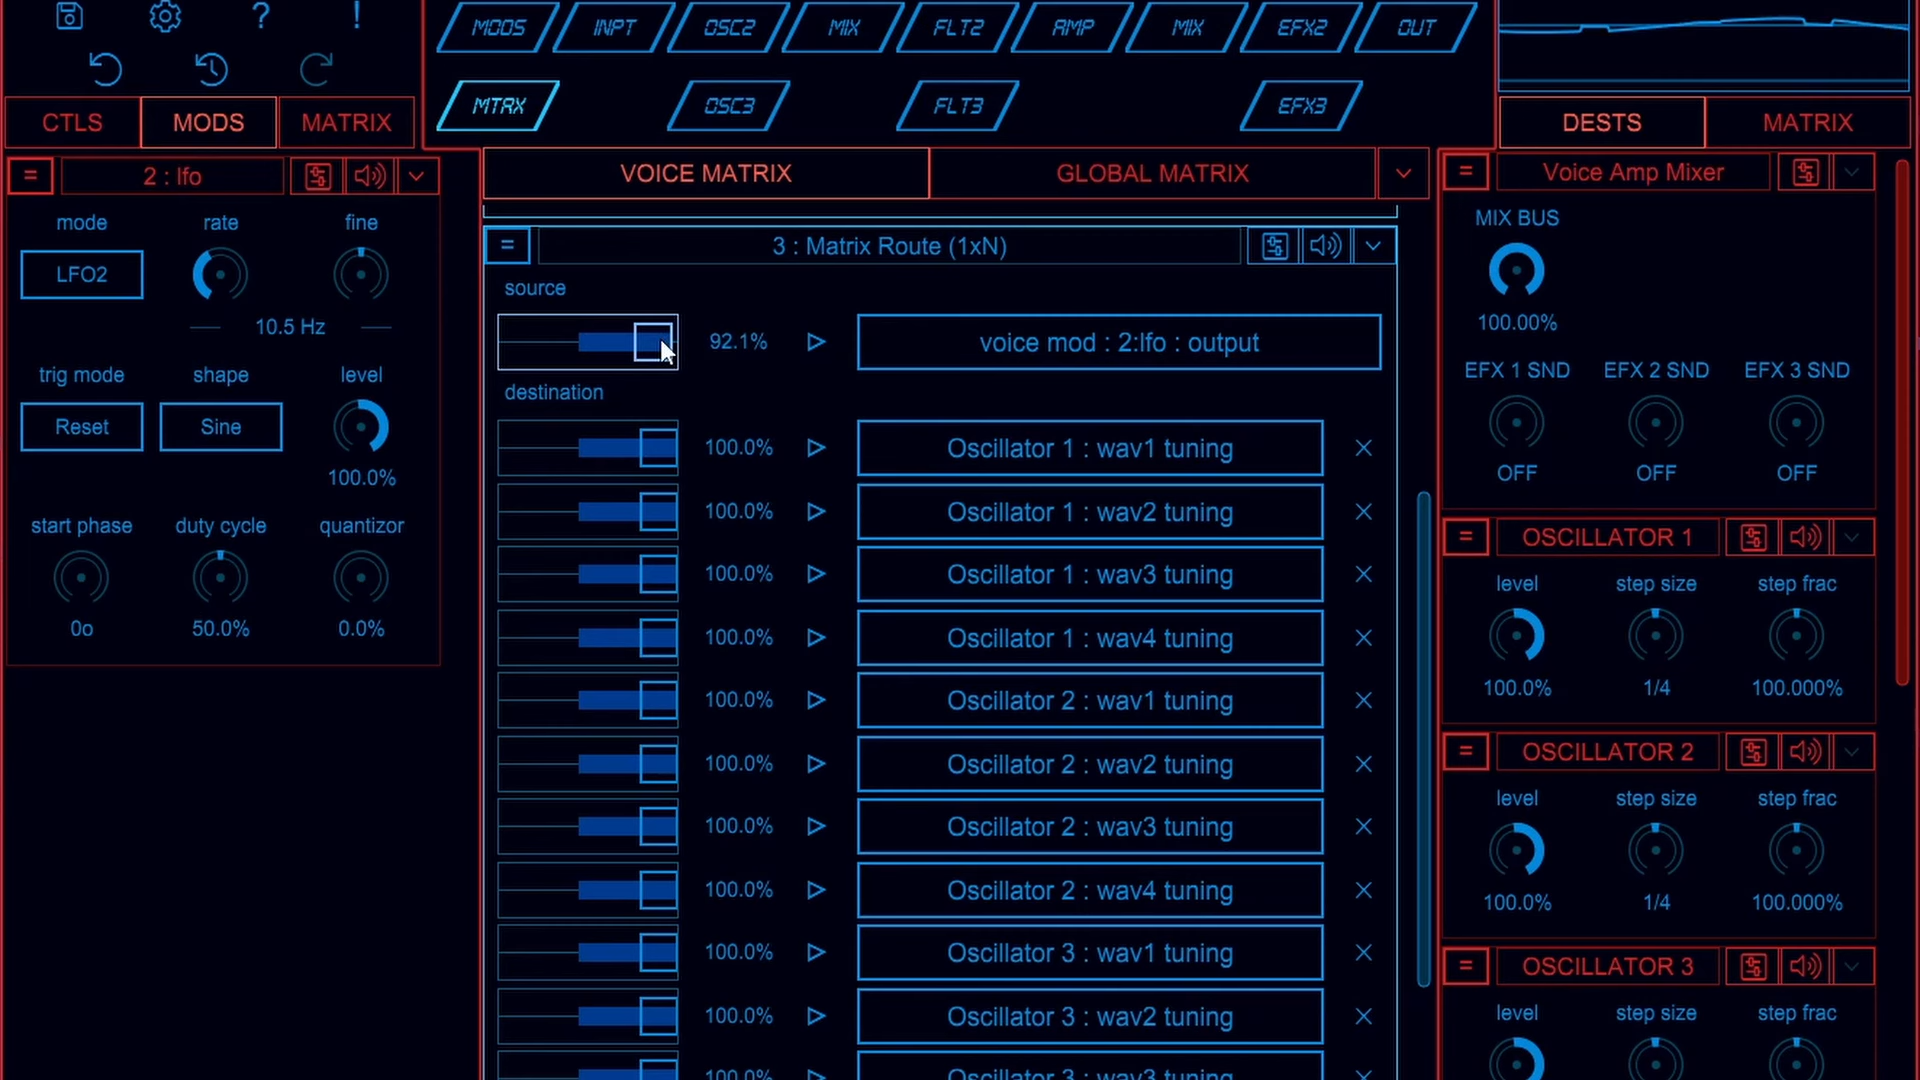 ? !
MODS INPT OSC2 MIX FLT2 AMP MIX EFX2 OUT
MTRX OSC3 FLT3 EFX3
CTLS MODS MATRIX
DESTS MATRIX
2 : lfo
VOICE MATRIX GLOBAL MATRIX
Voice Amp Mixer
mode rate fine
LFO2
10.5 Hz
trig mode shape level
Reset Sine
100.0%
start phase duty cycle quantizor
0o 50.0% 0.0%
3 : Matrix Route (1xN)
source
92.1% voice mod : 2:lfo : output
destination
100.0% Oscillator 1 : wav1 tuning
100.0% Oscillator 1 : wav2 tuning
100.0% Oscillator 1 : wav3 tuning
100.0% Oscillator 1 : wav4 tuning
100.0% Oscillator 2 : wav1 tuning
100.0% Oscillator 2 : wav2 tuning
100.0% Oscillator 2 : wav3 tuning
100.0% Oscillator 2 : wav4 tuning
100.0% Oscillator 3 : wav1 tuning
100.0% Oscillator 3 : wav2 tuning
100.0% Oscillator 3 : wav3 tuning
MIX BUS
100.00%
EFX 1 SND EFX 2 SND EFX 3 SND
OFF OFF OFF
OSCILLATOR 1
level step size step frac
100.0% 1/4 100.000%
OSCILLATOR 2
level step size step frac
100.0% 1/4 100.000%
OSCILLATOR 3
level step size step frac